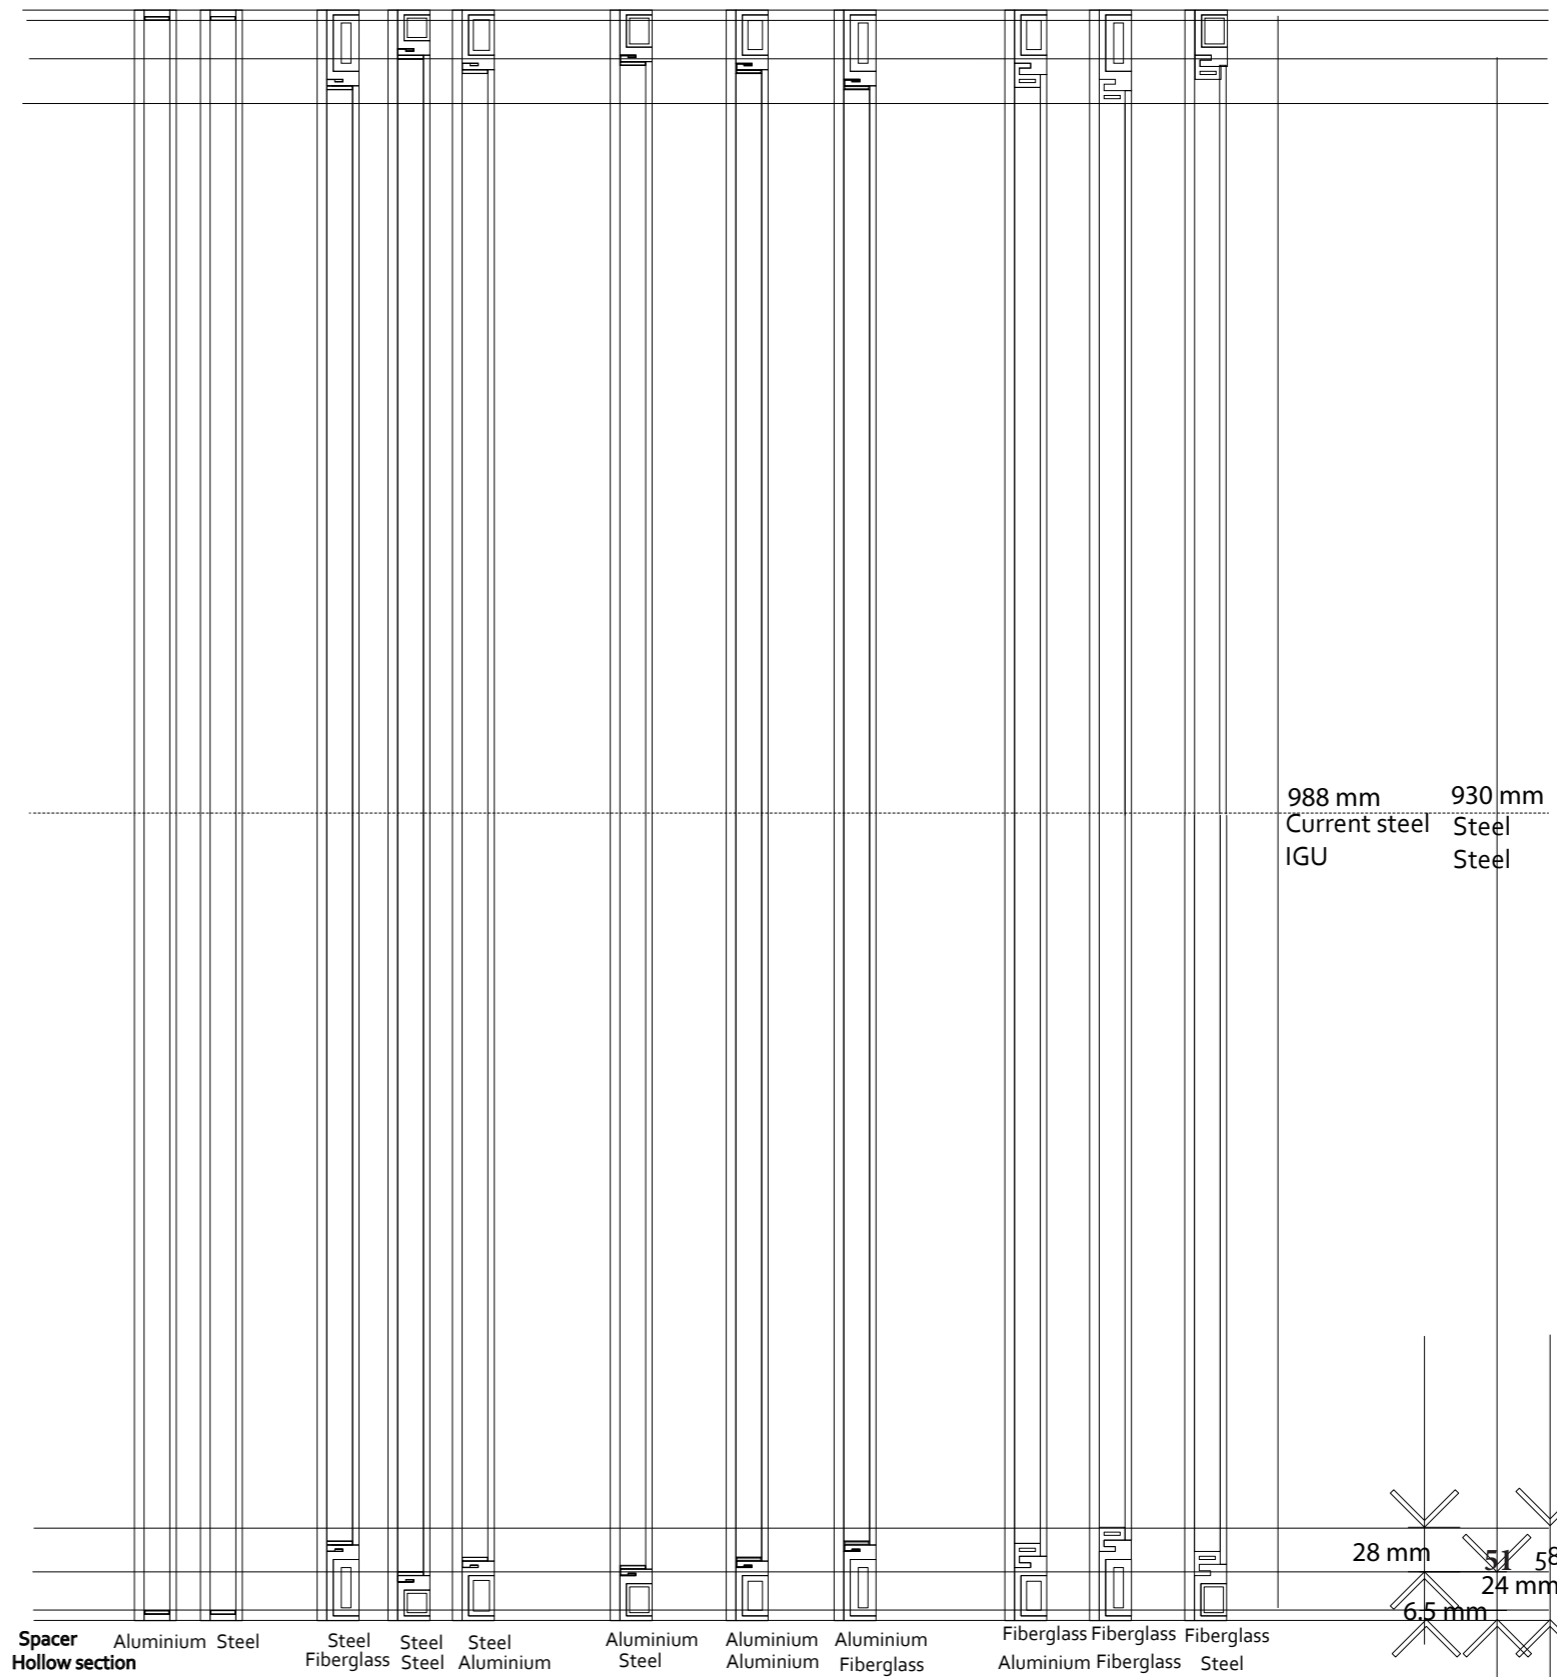 988 mm
Current steel
IGU
930 mm
Steel
Steel
28 mm
51
58
24 mm
6.5 mm
Spacer
Hollow section
Aluminium
Steel
Steel
Fiberglass
Steel
Steel
Steel
Aluminium
Aluminium
Steel
Aluminium
Aluminium
Aluminium
Fiberglass
Fiberglass
Aluminium
Fiberglass
Fiberglass
Fiberglass
Steel